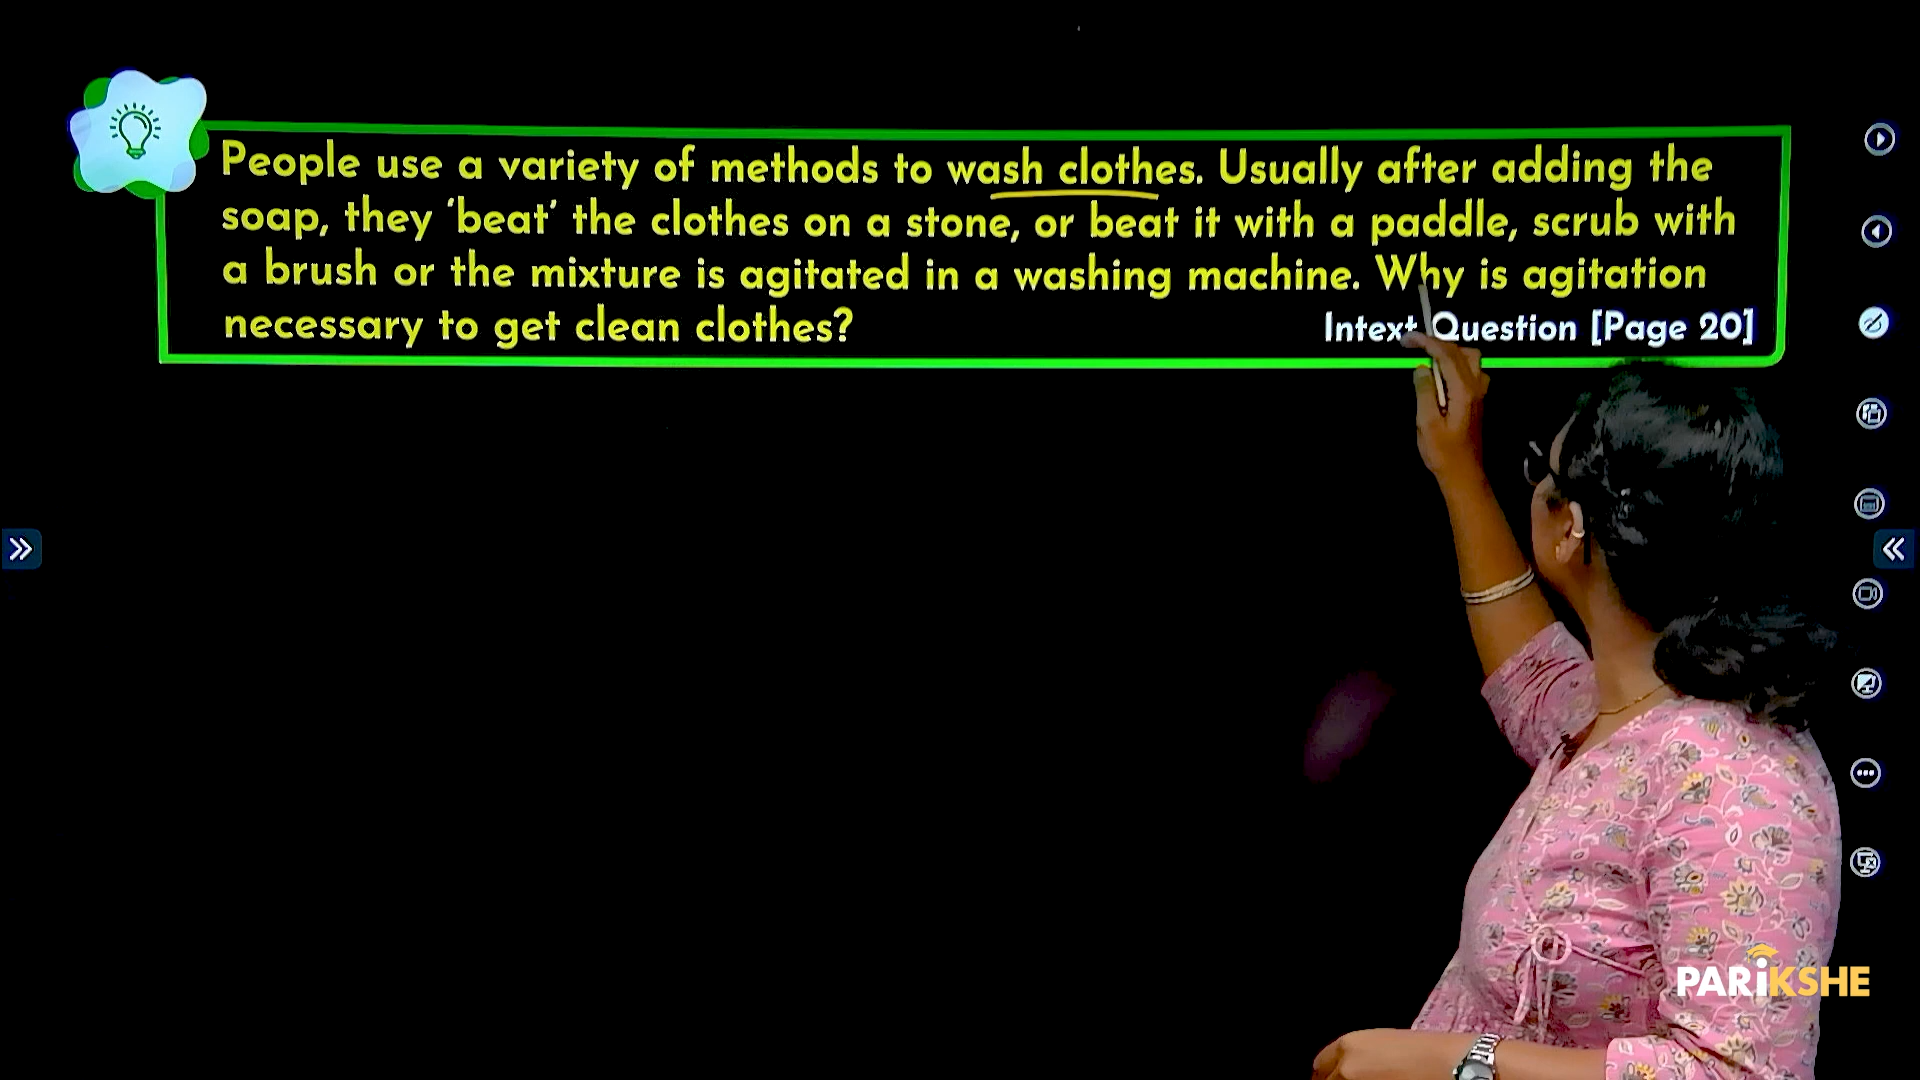 People use a variety of methods to wash clothes. Usually after adding the
soap, they ‘beat’ the clothes on a stone, or beat it with a paddle, scrub with
a brush or the mixture is agitated in a washing machine. Why is agitation
necessary to get clean clothes?
Intext Question [Page 20]
PARiKSHE